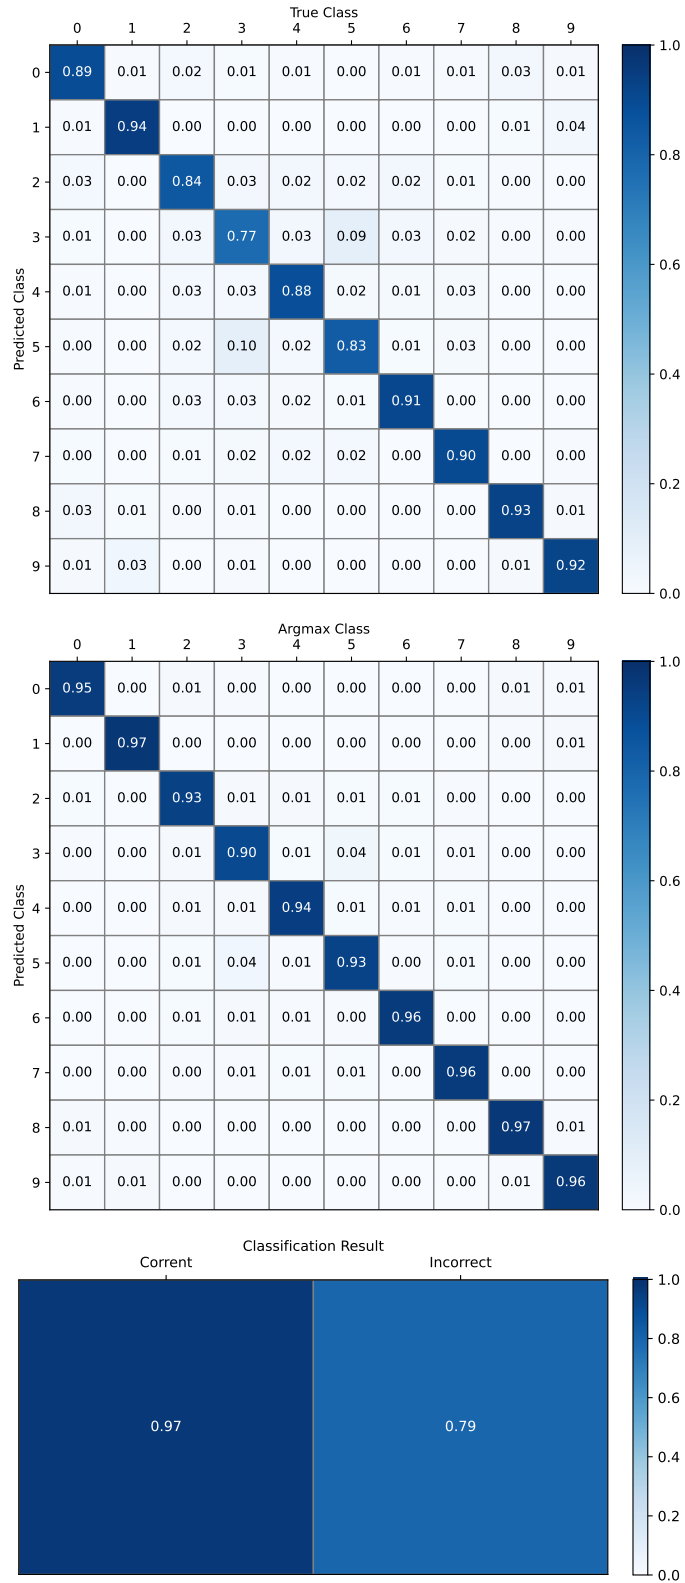 True Class
0 1 2 3 4 5 6 7 8 9
0 0.89 0.01 0.02 0.01 0.01 0.00 0.01 0.01 0.03 0.01
1 0.01 0.94 0.00 0.00 0.00 0.00 0.00 0.00 0.01 0.04
2 0.03 0.00 0.84 0.03 0.02 0.02 0.02 0.01 0.00 0.00
3 0.01 0.00 0.03 0.77 0.03 0.09 0.03 0.02 0.00 0.00
4 0.01 0.00 0.03 0.03 0.88 0.02 0.01 0.03 0.00 0.00
5 0.00 0.00 0.02 0.10 0.02 0.83 0.01 0.03 0.00 0.00
6 0.00 0.00 0.03 0.03 0.02 0.01 0.91 0.00 0.00 0.00
7 0.00 0.00 0.01 0.02 0.02 0.02 0.00 0.90 0.00 0.00
8 0.03 0.01 0.00 0.01 0.00 0.00 0.00 0.00 0.93 0.01
9 0.01 0.03 0.00 0.01 0.00 0.00 0.00 0.00 0.01 0.92
Predicted Class
1.0
0.8
0.6
0.4
0.2
0.0
Argmax Class
0 1 2 3 4 5 6 7 8 9
0 0.95 0.00 0.01 0.00 0.00 0.00 0.00 0.00 0.01 0.01
1 0.00 0.97 0.00 0.00 0.00 0.00 0.00 0.00 0.00 0.01
2 0.01 0.00 0.93 0.01 0.01 0.01 0.01 0.00 0.00 0.00
3 0.00 0.00 0.01 0.90 0.01 0.04 0.01 0.01 0.00 0.00
4 0.00 0.00 0.01 0.01 0.94 0.01 0.01 0.01 0.00 0.00
5 0.00 0.00 0.01 0.04 0.01 0.93 0.00 0.01 0.00 0.00
6 0.00 0.00 0.01 0.01 0.01 0.00 0.96 0.00 0.00 0.00
7 0.00 0.00 0.00 0.01 0.01 0.01 0.00 0.96 0.00 0.00
8 0.01 0.00 0.00 0.00 0.00 0.00 0.00 0.00 0.97 0.01
9 0.01 0.01 0.00 0.00 0.00 0.00 0.00 0.00 0.01 0.96
Predicted Class
1.0
0.8
0.6
0.4
0.2
0.0
Classification Result
Corrent Incorrect
0.97 0.79
1.0
0.8
0.6
0.4
0.2
0.0